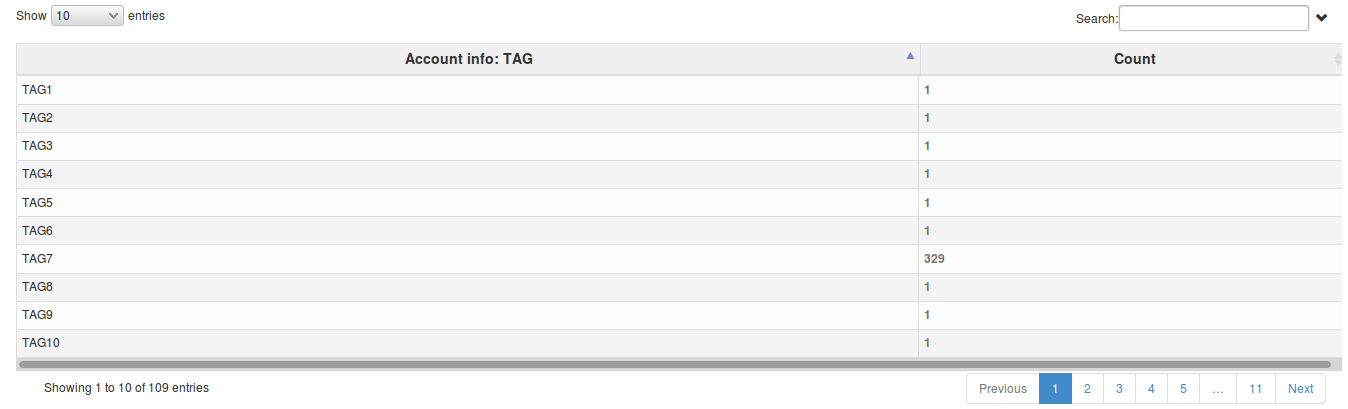 Show 10 entries Search:
Account info: TAG Count
TAG1 1
TAG2 1
TAG3 1
TAG4 1
TAG5 1
TAG6 1
TAG7 329
TAG8 1
TAG9 1
TAG10 1
Showing 1 to 10 of 109 entries Previous 1 2 3 4 5 ... 11 Next